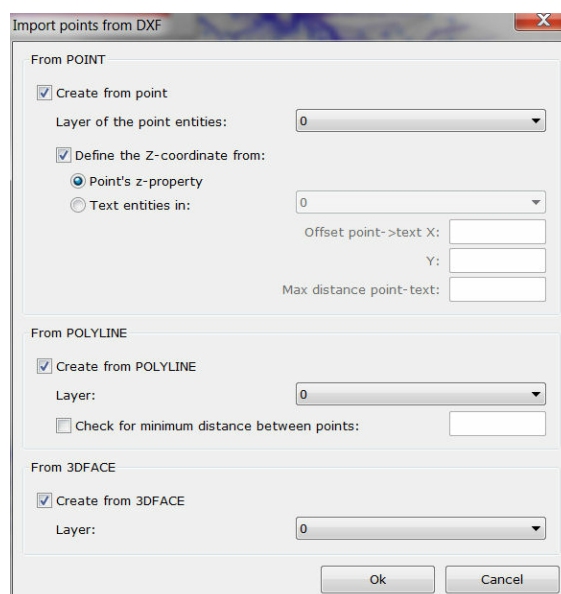 Import points from DXF
From POINT
Create from point
Layer of the point entities: 0
Define the Z-coordinate from:
Point's z-property
Text entities in: 0
Offset point->text X:
Y:
Max distance point-text:
From POLYLINE
Create from POLYLINE
Layer: 0
Check for minimum distance between points:
From 3DFACE
Create from 3DFACE
Layer: 0
Ok Cancel